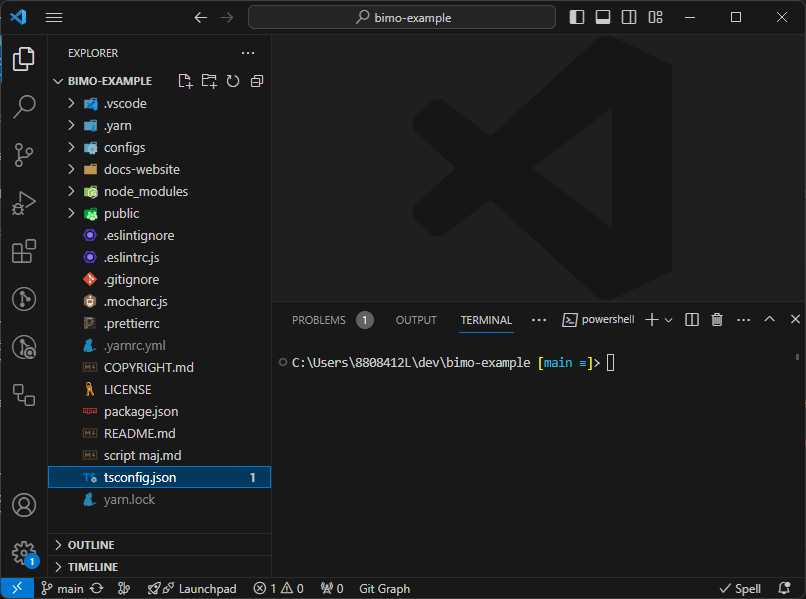 bimo-example
EXPLORER
BIMO-EXAMPLE
.vscode
.yarn
configs
docs-website
node_modules
public
.eslintignore
.eslintrc.js
.gitignore
.mocharc.js
.prettierrc
.yarnrc.yml
COPYRIGHT.md
LICENSE
package.json
README.md
script maj.md
tsconfig.json 1
yarn.lock
OUTLINE
TIMELINE
PROBLEMS 1 OUTPUT TERMINAL powershell
C:\Users\8808412L\dev\bimo-example [main ≡]>
1
main Launchpad 1 0 0 Git Graph Spell